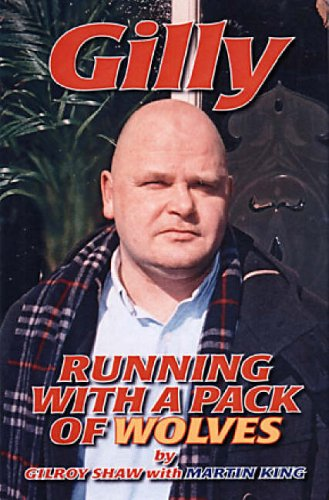 Gilly
RUNNING
WITH A PACK
OF WOLVES
by
GILROY SHAW with MARTIN KING